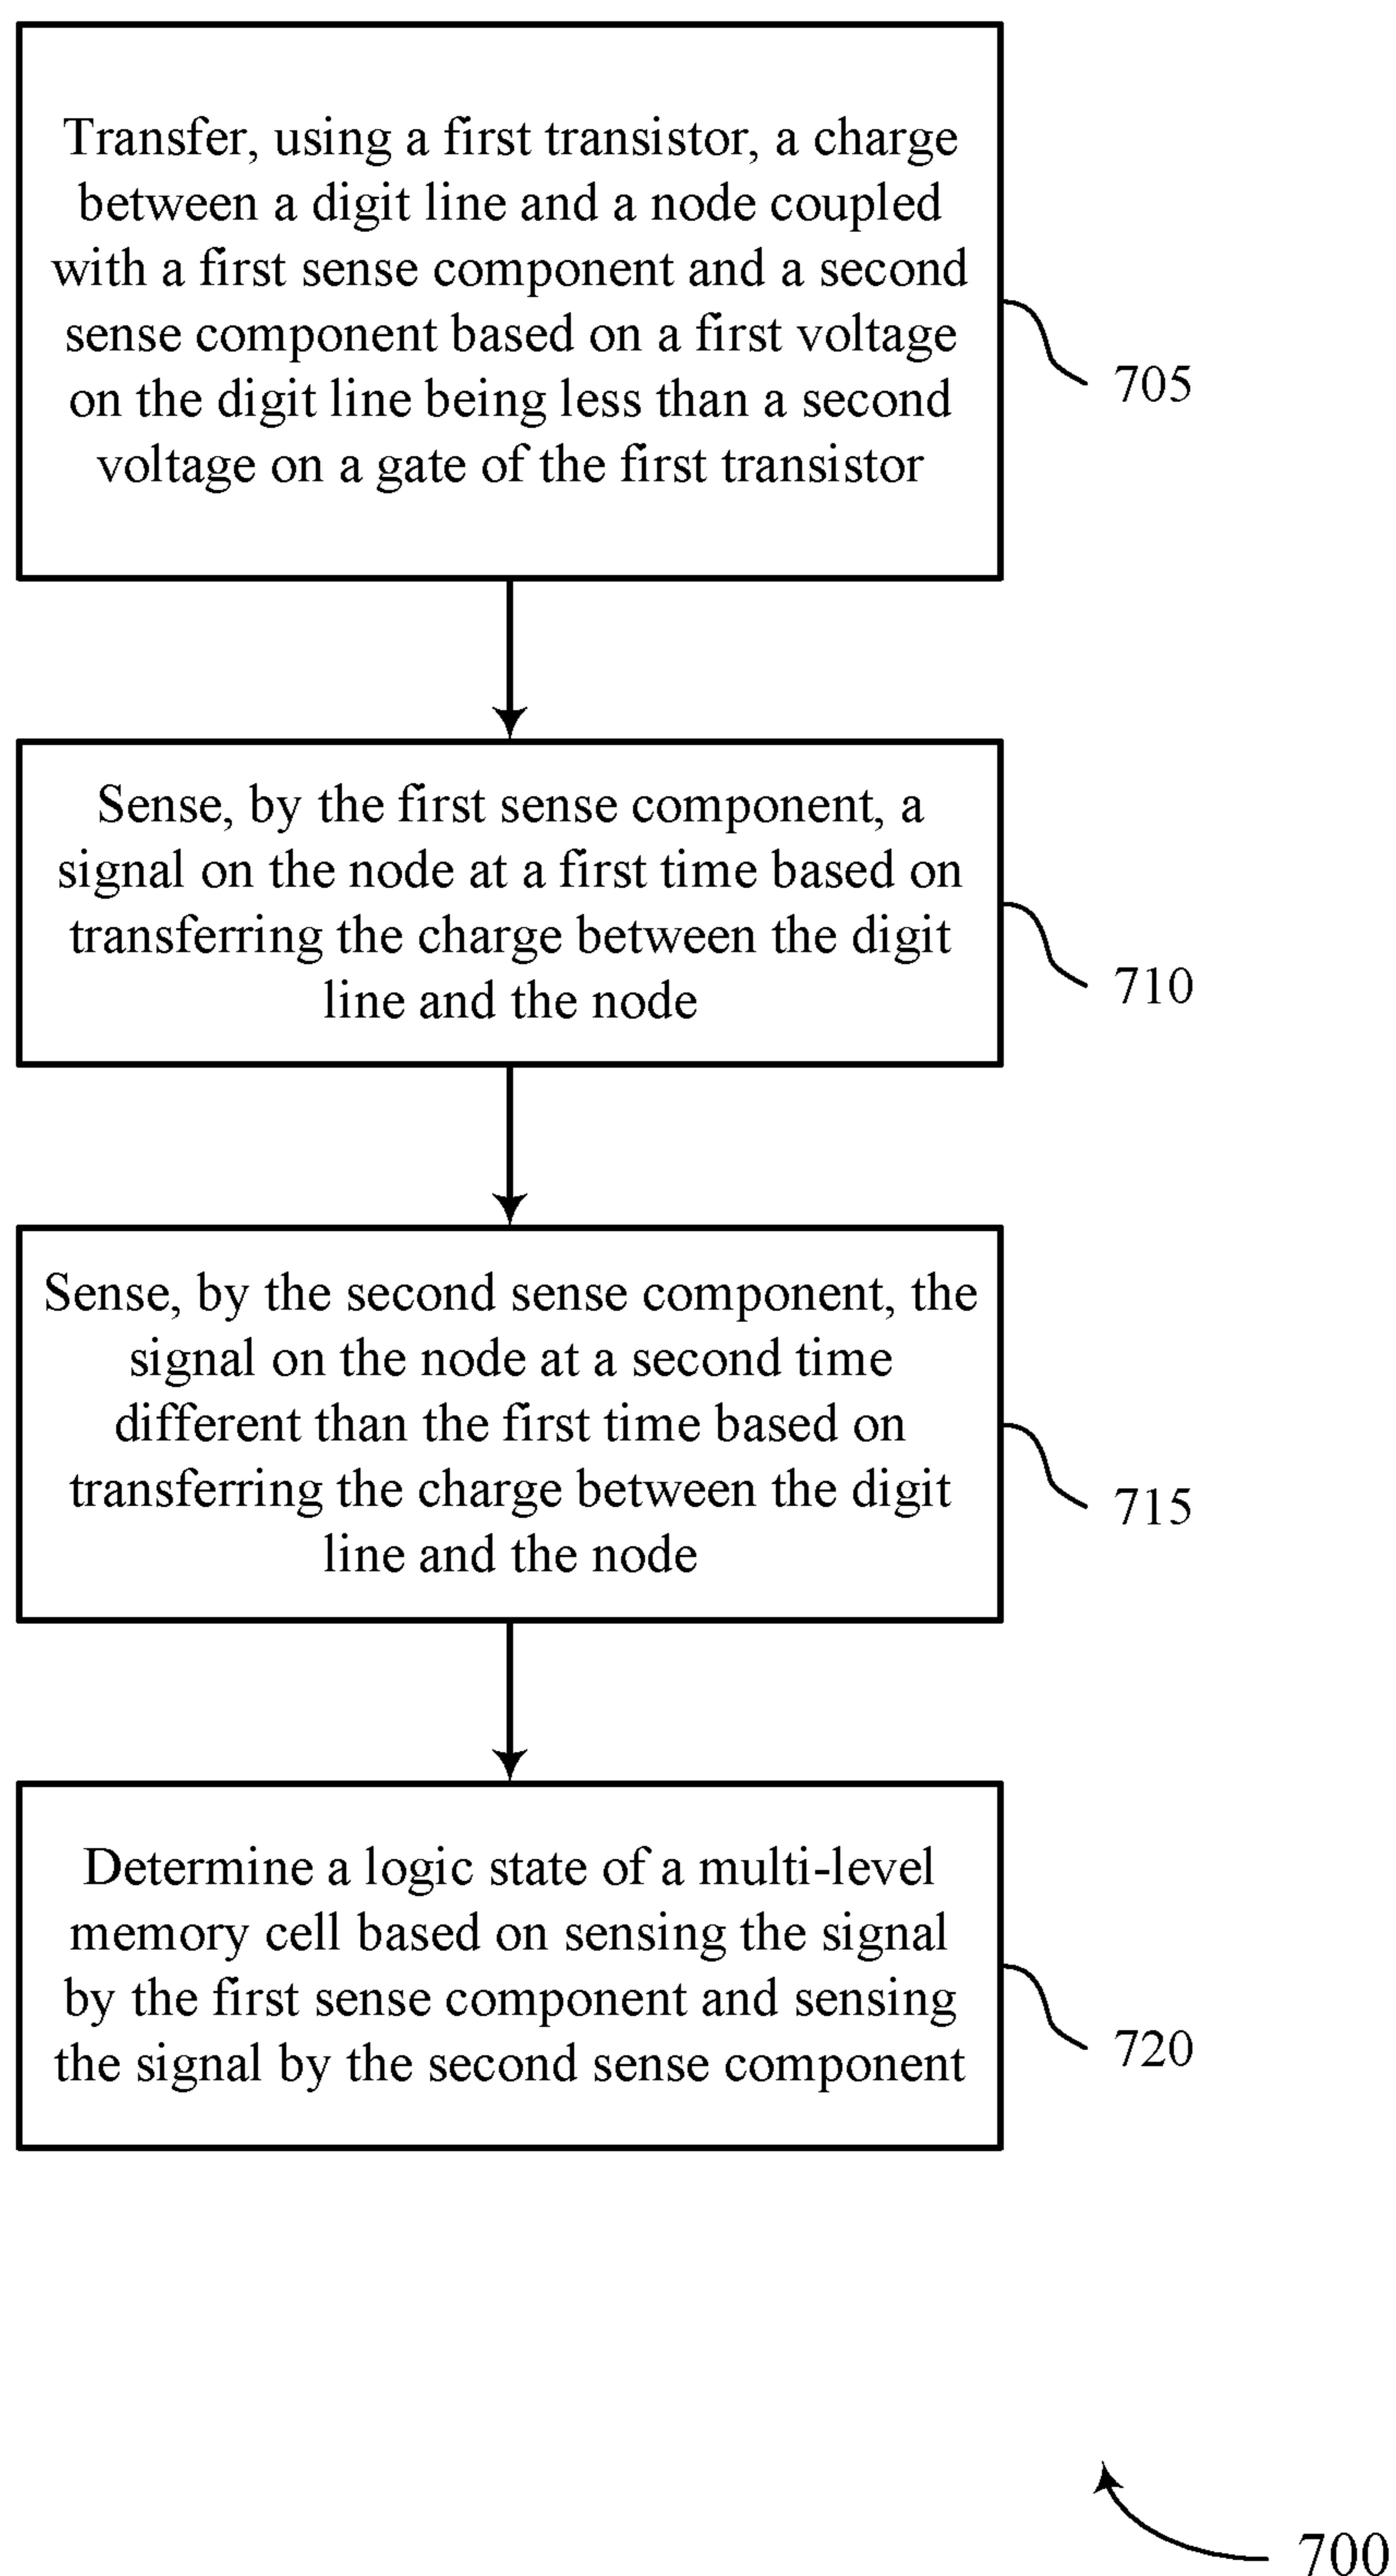 Transfer, using a first transistor, a charge
between a digit line and a node coupled
with a first sense component and a second
sense component based on a first voltage
on the digit line being less than a second
voltage on a gate of the first transistor
705
Sense, by the first sense component, a
signal on the node at a first time based on
transferring the charge between the digit
line and the node
710
Sense, by the second sense component, the
signal on the node at a second time
different than the first time based on
transferring the charge between the digit
line and the node
715
Determine a logic state of a multi-level
memory cell based on sensing the signal
by the first sense component and sensing
the signal by the second sense component
720
700